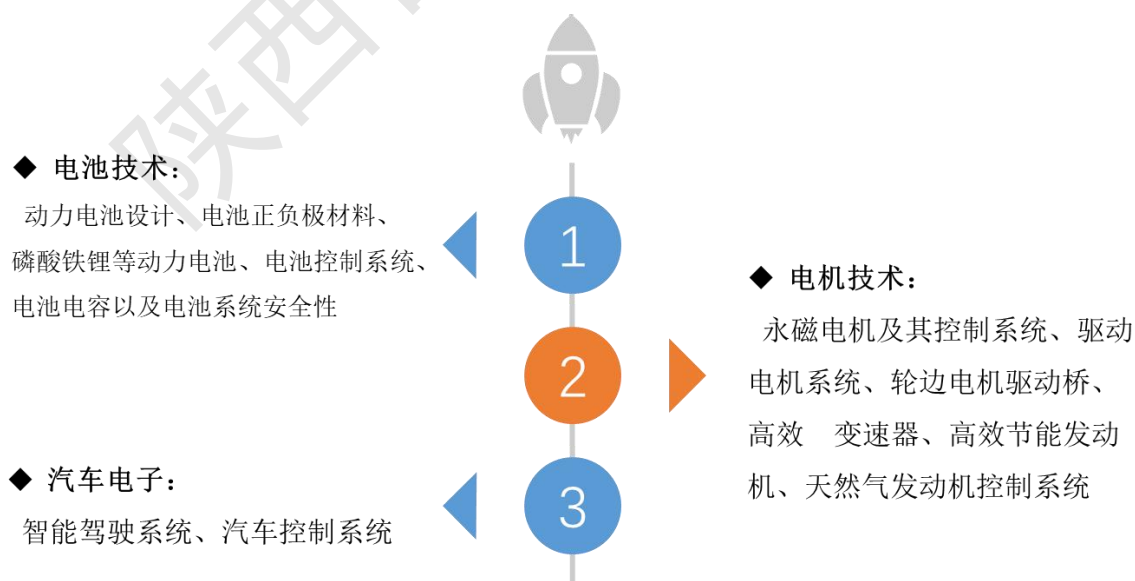 陕西
◆ 电池技术：
动力电池设计、电池正负极材料、
磷酸铁锂等动力电池、电池控制系统、
电池电容以及电池系统安全性
1
◆ 电机技术：
永磁电机及其控制系统、驱动
电机系统、轮边电机驱动桥、
高效　变速器、高效节能发动
机、天然气发动机控制系统
2
◆ 汽车电子：
智能驾驶系统、汽车控制系统
3